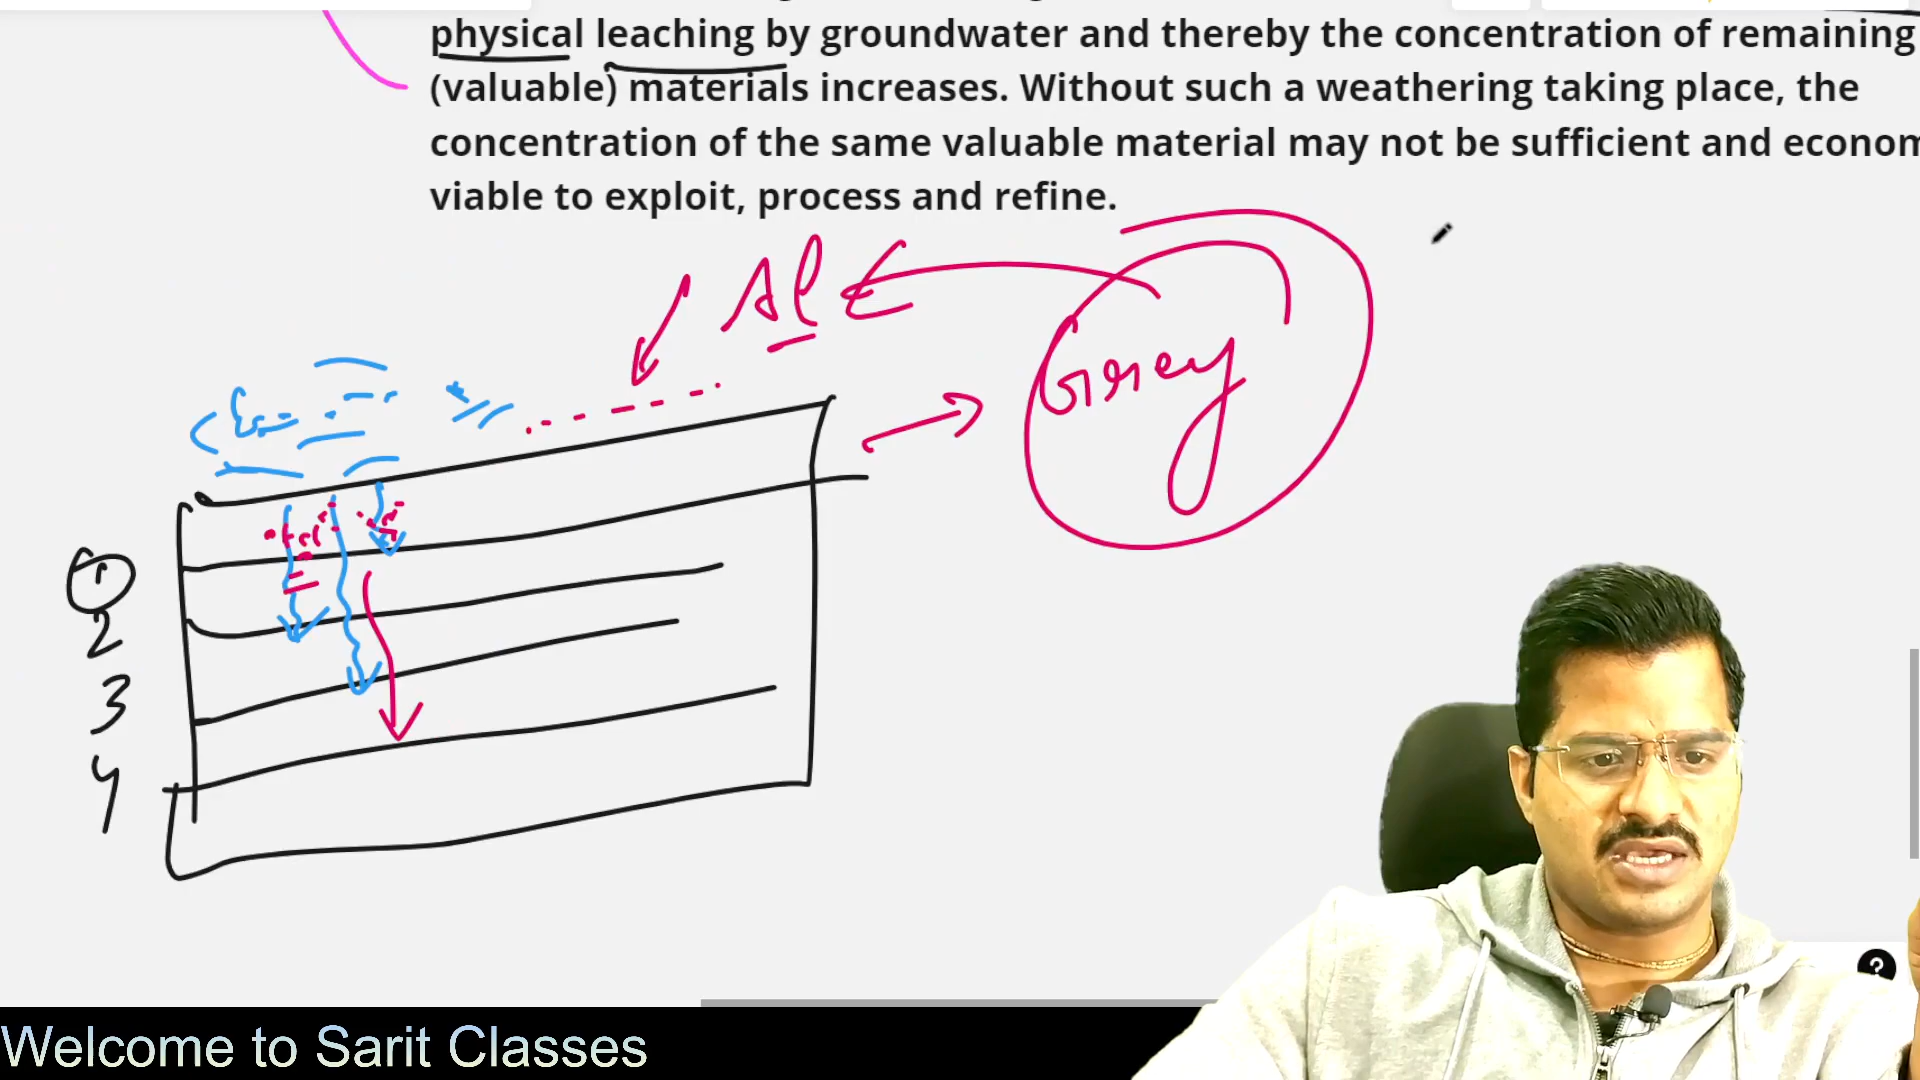 physical leaching by groundwater and thereby the concentration of remaining
(valuable) materials increases. Without such a weathering taking place, the
concentration of the same valuable material may not be sufficient and econom
viable to exploit, process and refine.
Al
Grey
1
2
3
4
?
Welcome to Sarit Classes